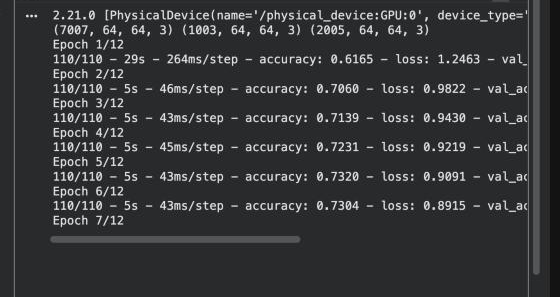 ... 2.21.0 [PhysicalDevice(name='/physical_device:GPU:0', device_type='
(7007, 64, 64, 3) (1003, 64, 64, 3) (2005, 64, 64, 3)
Epoch 1/12
110/110 - 29s - 264ms/step - accuracy: 0.6165 - loss: 1.2463 - val_
Epoch 2/12
110/110 - 5s - 46ms/step - accuracy: 0.7060 - loss: 0.9822 - val_ac
Epoch 3/12
110/110 - 5s - 43ms/step - accuracy: 0.7139 - loss: 0.9430 - val_ac
Epoch 4/12
110/110 - 5s - 45ms/step - accuracy: 0.7231 - loss: 0.9219 - val_ac
Epoch 5/12
110/110 - 5s - 43ms/step - accuracy: 0.7320 - loss: 0.9091 - val_ac
Epoch 6/12
110/110 - 5s - 43ms/step - accuracy: 0.7304 - loss: 0.8915 - val_ac
Epoch 7/12